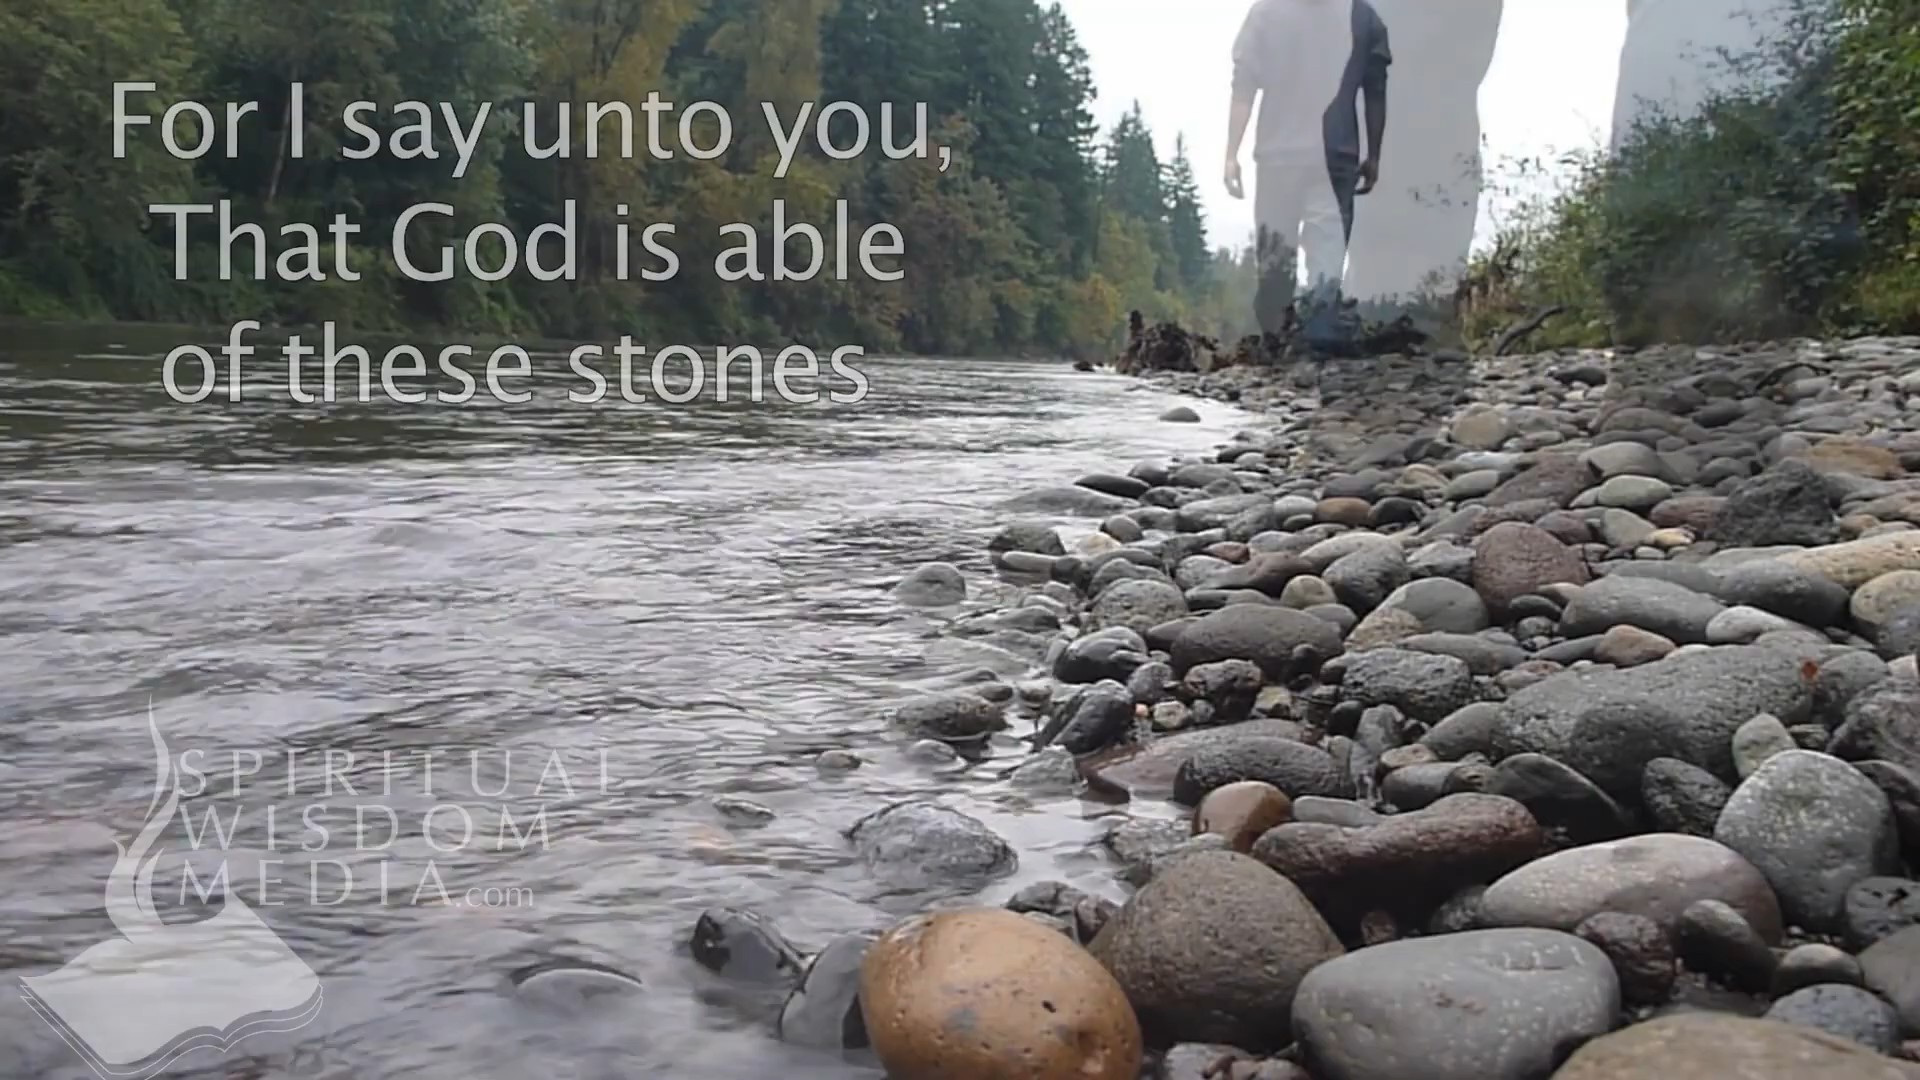 For I say unto you,
That God is able
of these stones
SPIRITUAL
WISDOM
MEDIA.com